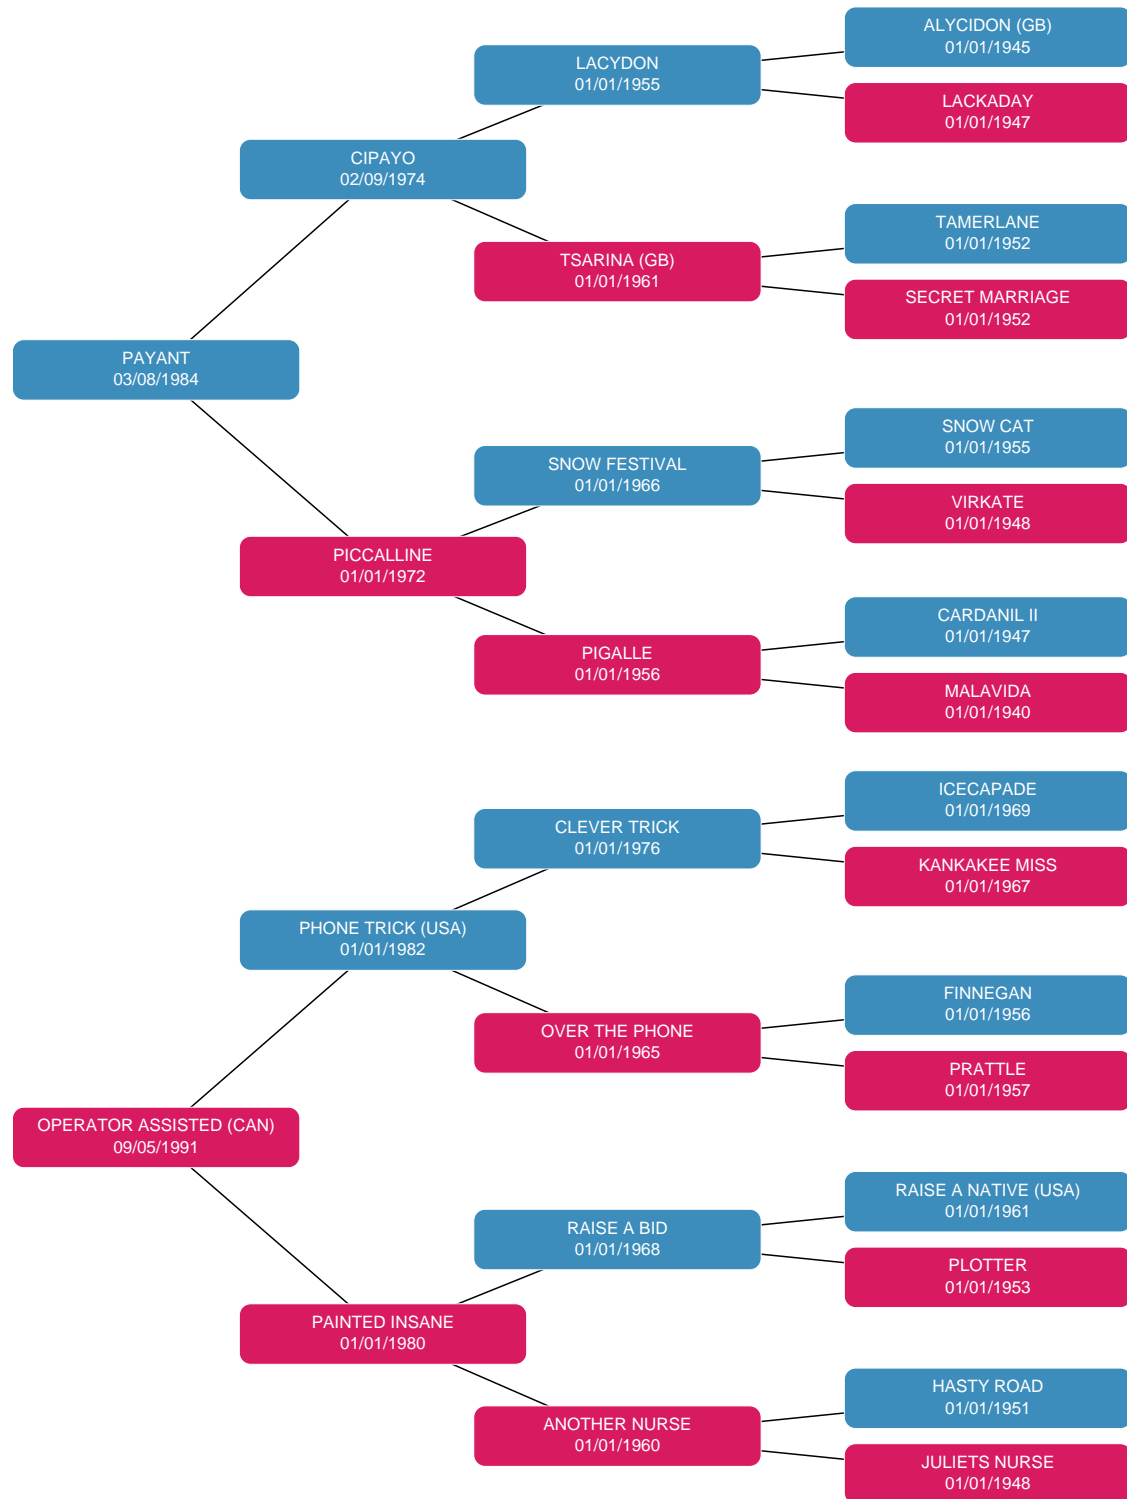 ALYCIDON (GB)
01/01/1945
LACYDON
01/01/1955
LACKADAY
01/01/1947
CIPAYO
02/09/1974
TAMERLANE
01/01/1952
TSARINA (GB)
01/01/1961
SECRET MARRIAGE
01/01/1952
PAYANT
03/08/1984
SNOW CAT
01/01/1955
SNOW FESTIVAL
01/01/1966
VIRKATE
01/01/1948
PICCALLINE
01/01/1972
CARDANIL II
01/01/1947
PIGALLE
01/01/1956
MALAVIDA
01/01/1940
ICECAPADE
01/01/1969
CLEVER TRICK
01/01/1976
KANKAKEE MISS
01/01/1967
PHONE TRICK (USA)
01/01/1982
FINNEGAN
01/01/1956
OVER THE PHONE
01/01/1965
PRATTLE
01/01/1957
OPERATOR ASSISTED (CAN)
09/05/1991
RAISE A NATIVE (USA)
01/01/1961
RAISE A BID
01/01/1968
PLOTTER
01/01/1953
PAINTED INSANE
01/01/1980
HASTY ROAD
01/01/1951
ANOTHER NURSE
01/01/1960
JULIETS NURSE
01/01/1948